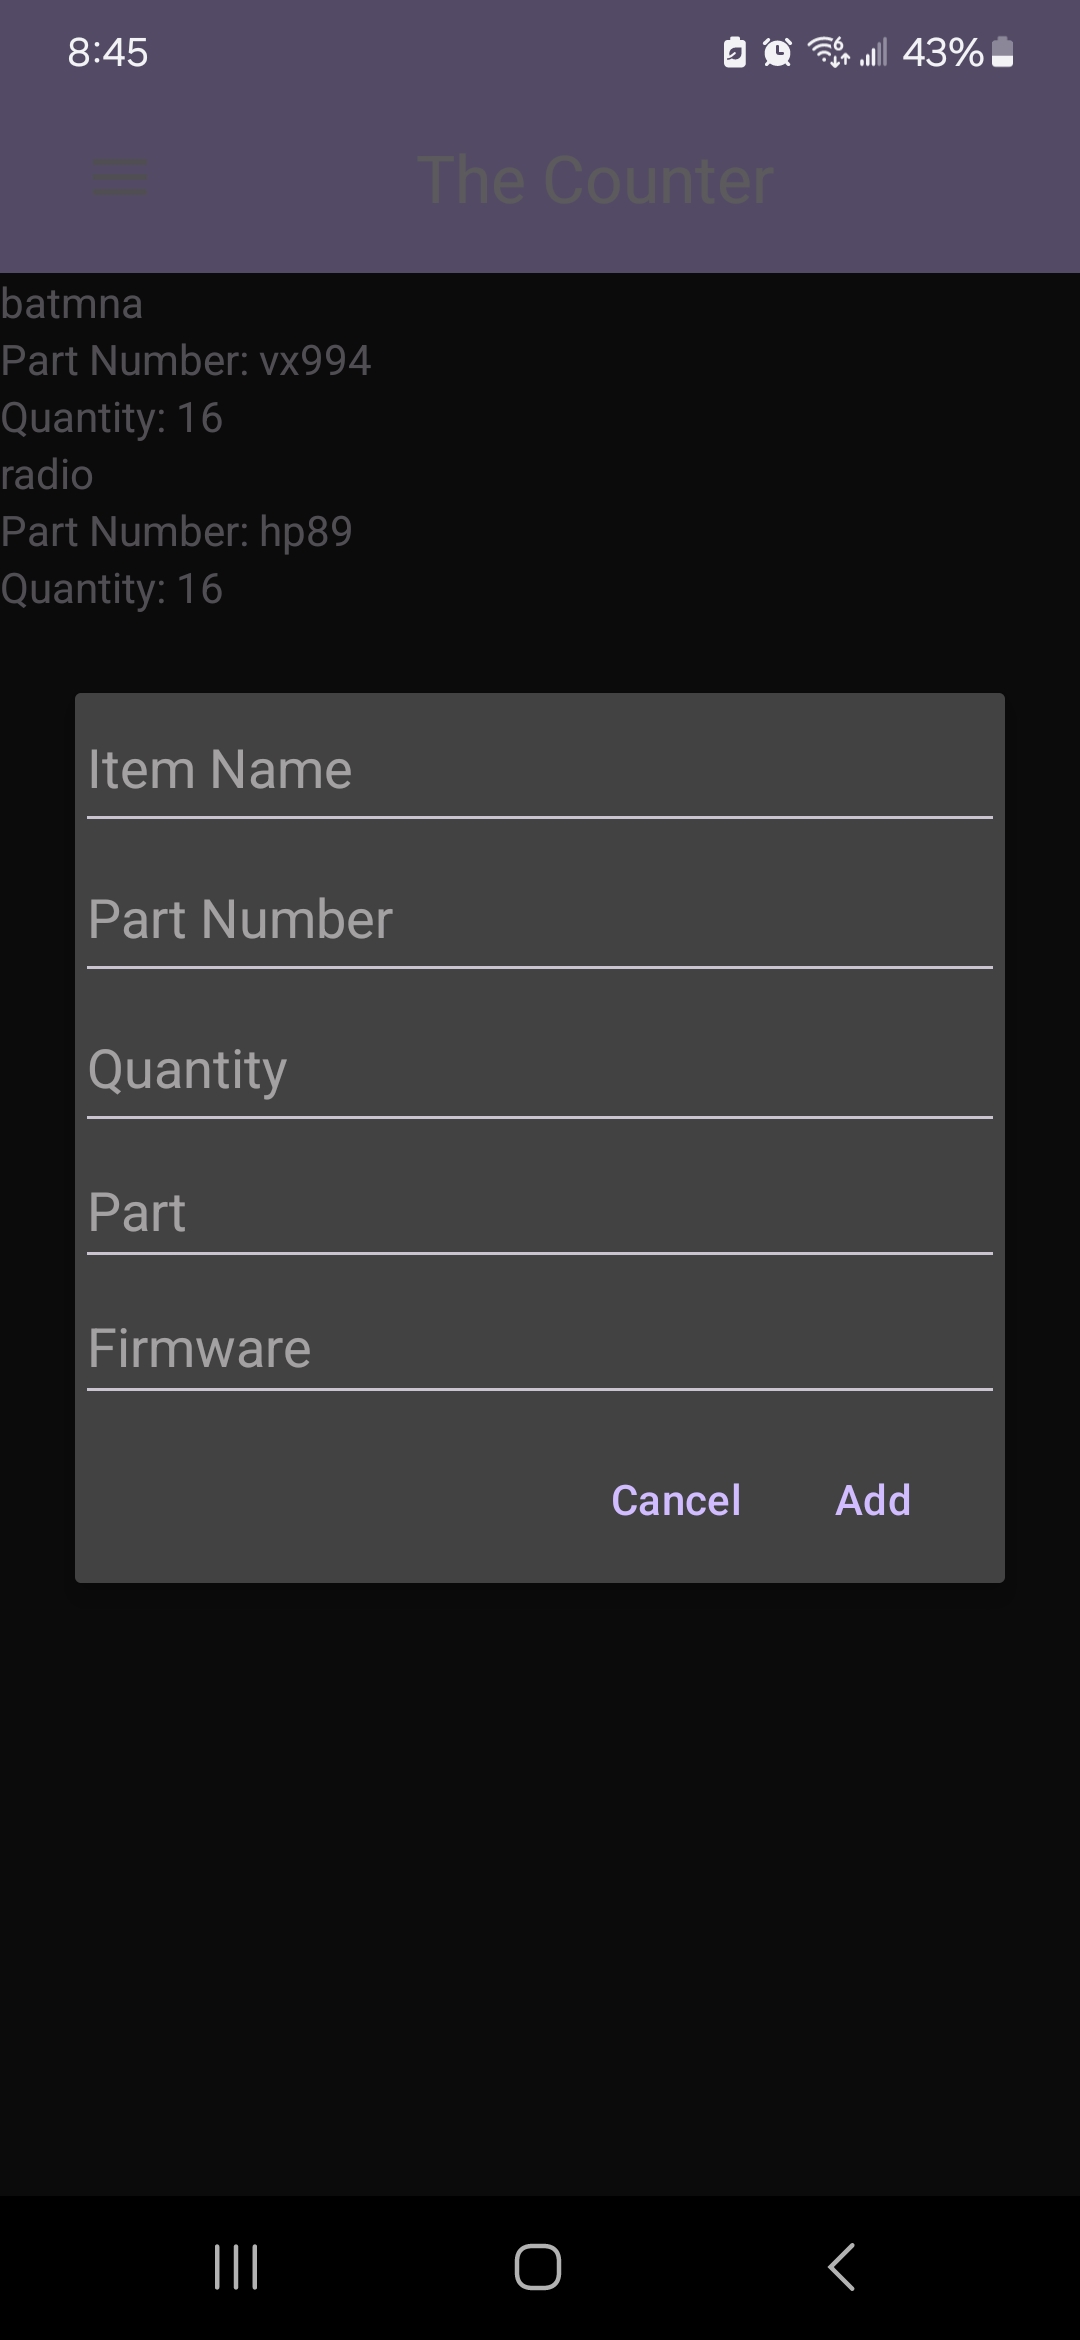 8:45
43%
The Counter
batmna
Part Number: vx994
Quantity: 16
radio
Part Number: hp89
Quantity: 16
Item Name
Part Number
Quantity
Part
Firmware
Cancel Add